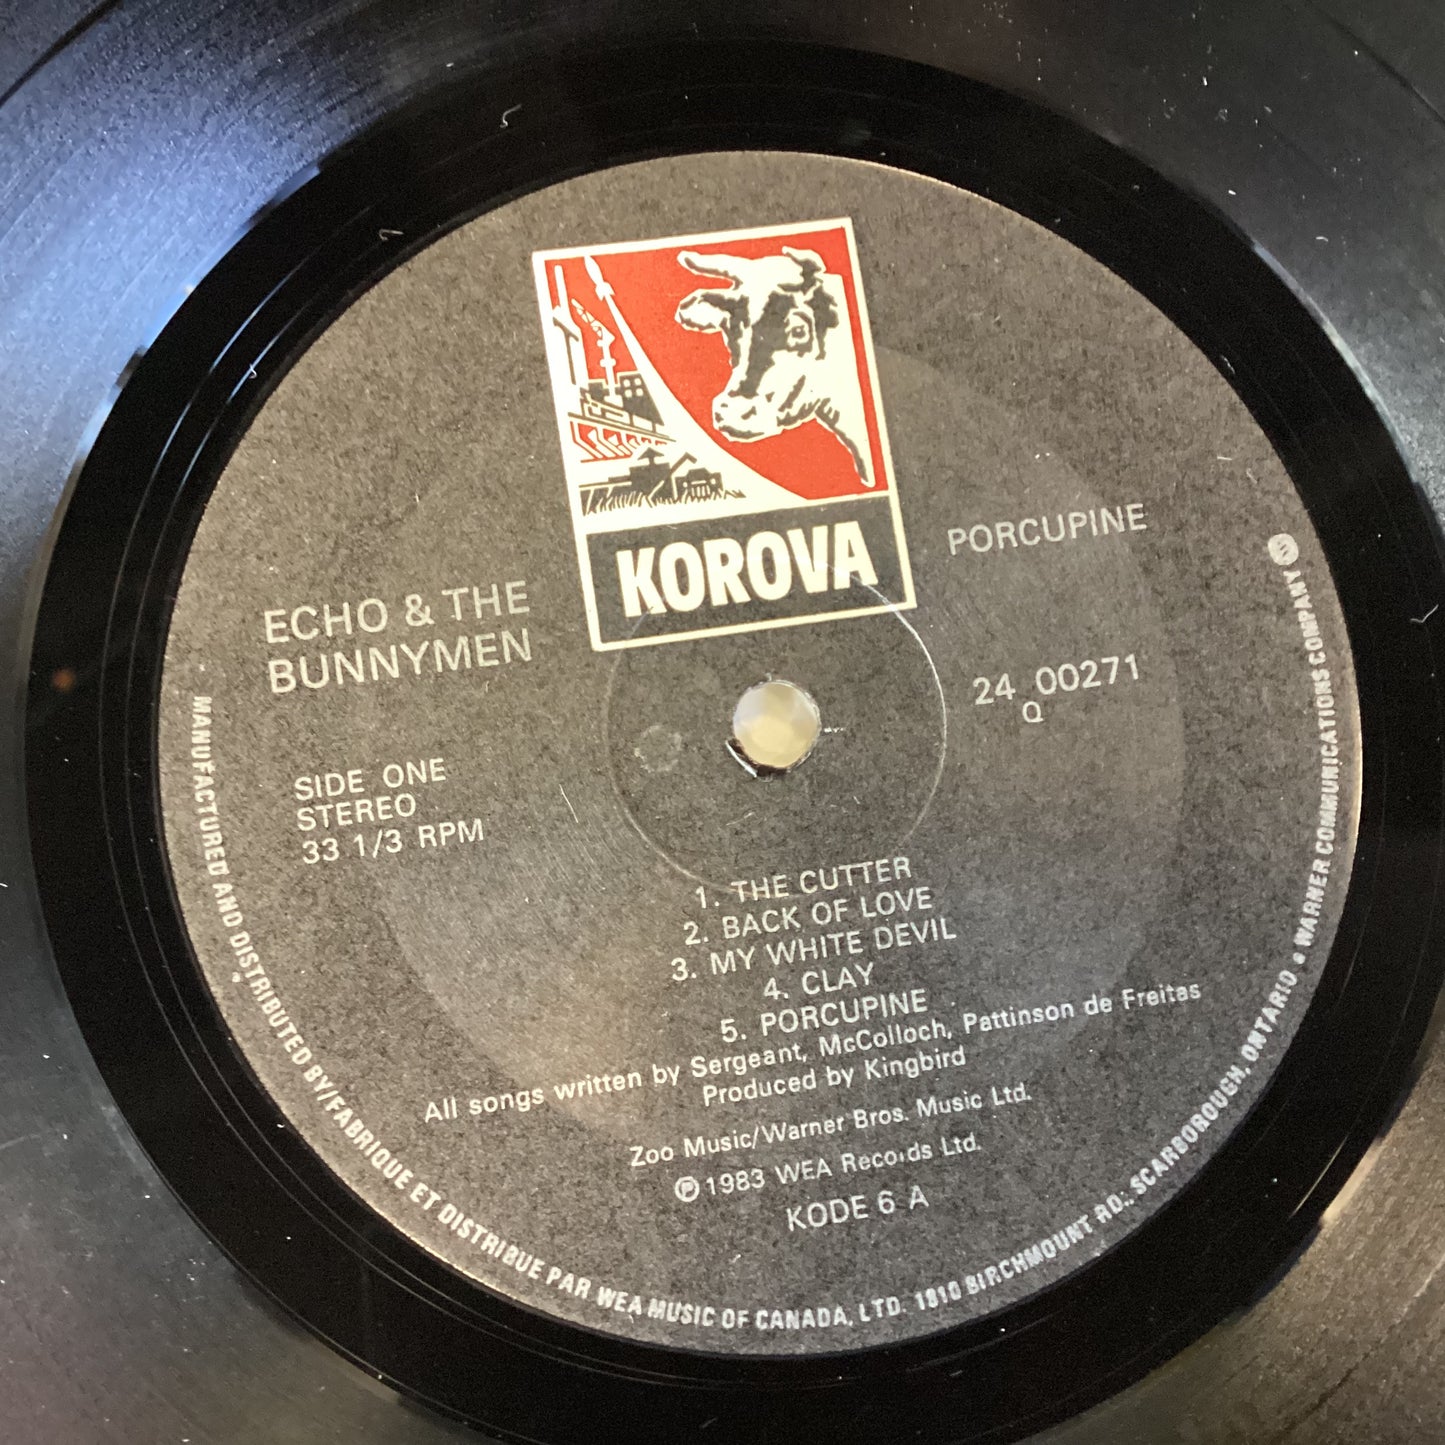 KOROVA
PORCUPINE
ECHO & THE
BUNNYMEN
24 00271
Q
SIDE ONE
STEREO
33 1/3 RPM
1. THE CUTTER
2. BACK OF LOVE
3. MY WHITE DEVIL
4. CLAY
5. PORCUPINE
All songs written by Sergeant, McColloch, Pattinson de Freitas
Produced by Kingbird
Zoo Music/Warner Bros. Music Ltd.
℗ 1983 WEA Records Ltd.
KODE 6 A
MANUFACTURED AND DISTRIBUTED BY/FABRIQUE ET DISTRIBUE PAR WEA MUSIC OF CANADA, LTD. 1810 BIRCHMOUNT RD., SCARBOROUGH, ONTARIO • WARNER COMMUNICATIONS COMPANY